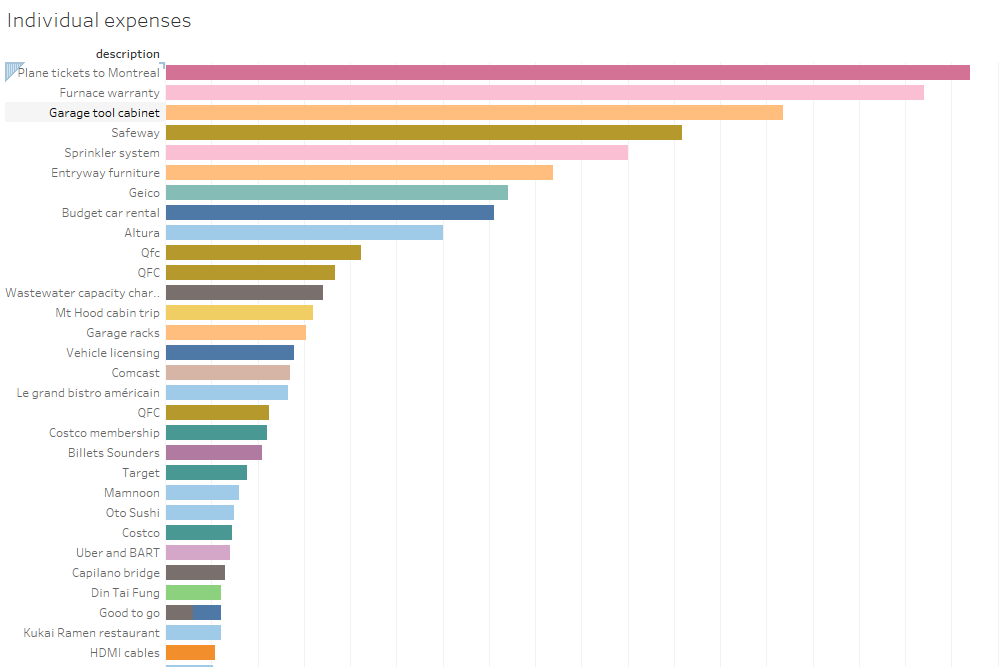 Individual expenses
description
Plane tickets to Montreal
Furnace warranty
Garage tool cabinet
Safeway
Sprinkler system
Entryway furniture
Geico
Budget car rental
Altura
Qfc
QFC
Wastewater capacity char..
Mt Hood cabin trip
Garage racks
Vehicle licensing
Comcast
Le grand bistro américain
QFC
Costco membership
Billets Sounders
Target
Mamnoon
Oto Sushi
Costco
Uber and BART
Capilano bridge
Din Tai Fung
Good to go
Kukai Ramen restaurant
HDMI cables